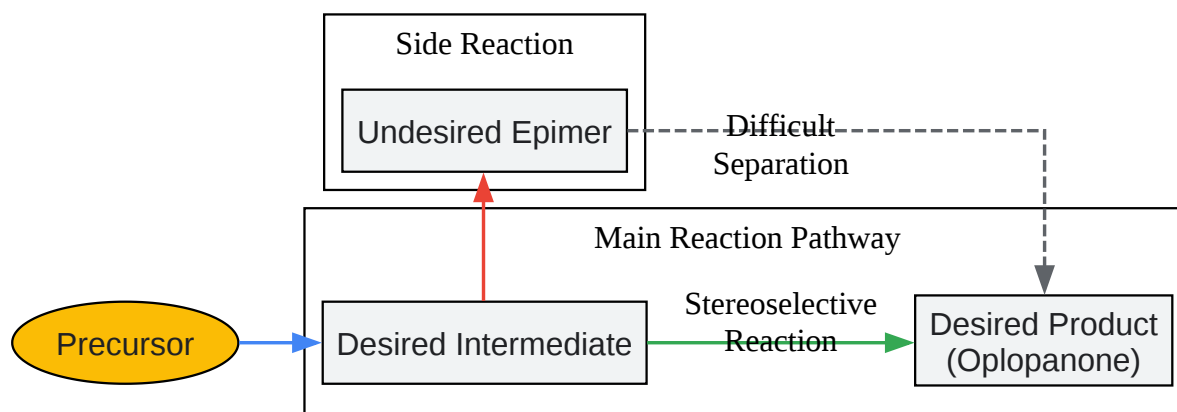 Side Reaction
Undesired Epimer
Difficult
Separation
Main Reaction Pathway
Precursor
Desired Intermediate
Stereoselective
Reaction
Desired Product
(Oplopanone)